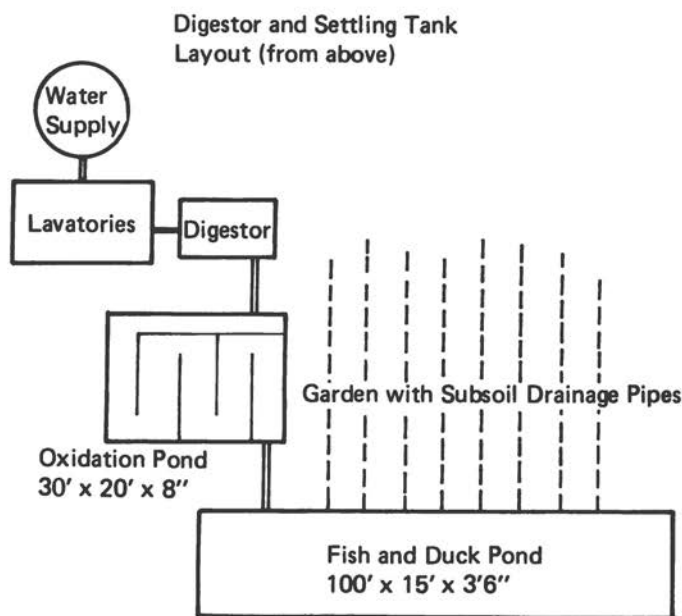 Digestor and Settling Tank
Layout (from above)
Water
Supply
Lavatories
Digestor
Garden with Subsoil Drainage Pipes
Oxidation Pond
30' x 20' x 8''
Fish and Duck Pond
100' x 15' x 3'6''